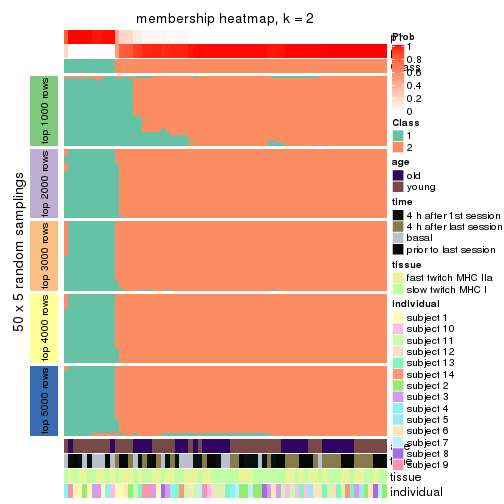 membership heatmap, k = 2
50 x 5 random samplings
top 1000 rows
top 2000 rows
top 3000 rows
top 4000 rows
top 5000 rows
Prob
1
0.8
0.6
0.4
0.2
0
Class
1
2
age
old
young
time
4 h after 1st session
4 h after last session
basal
prior to last session
tissue
fast twitch MHC IIa
slow twitch MHC I
individual
subject 1
subject 10
subject 11
subject 12
subject 13
subject 14
subject 2
subject 3
subject 4
subject 5
subject 6
subject 7
subject 8
subject 9
tissue
individual